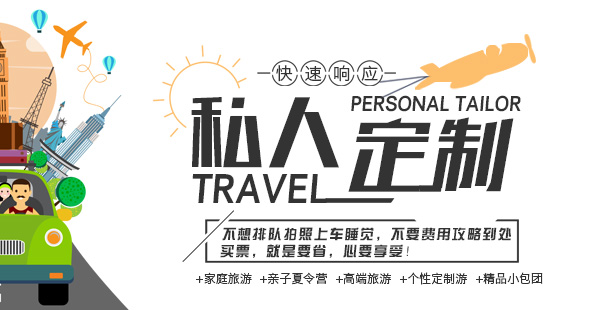 快速响应
PERSONAL TAILOR
私人定制
TRAVEL
不想排队拍照上车睡觉，不要费用攻略到处
买票，就是要省，心要享受！
+家庭旅游 +亲子夏令营 +高端旅游 +个性定制游 +精品小包团